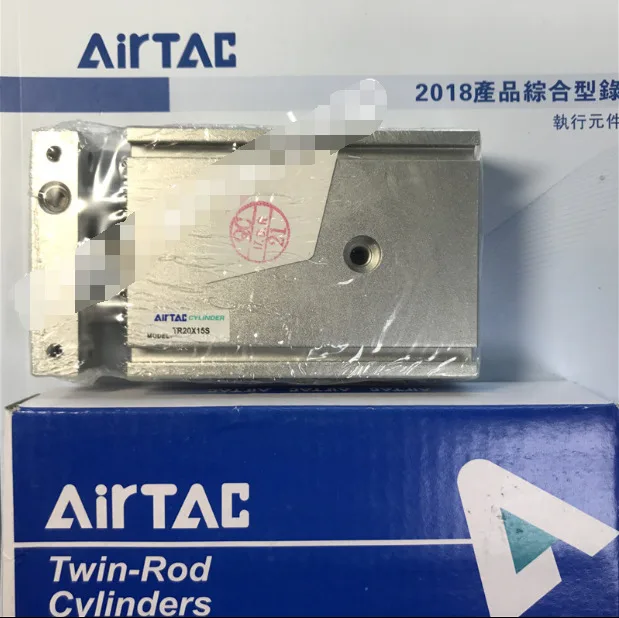 AirTAC
2018產品綜合型錄
執行元件
AirTAC CYLINDER
MODEL: TR20X15S
AirTAC
Twin-Rod
Cylinders